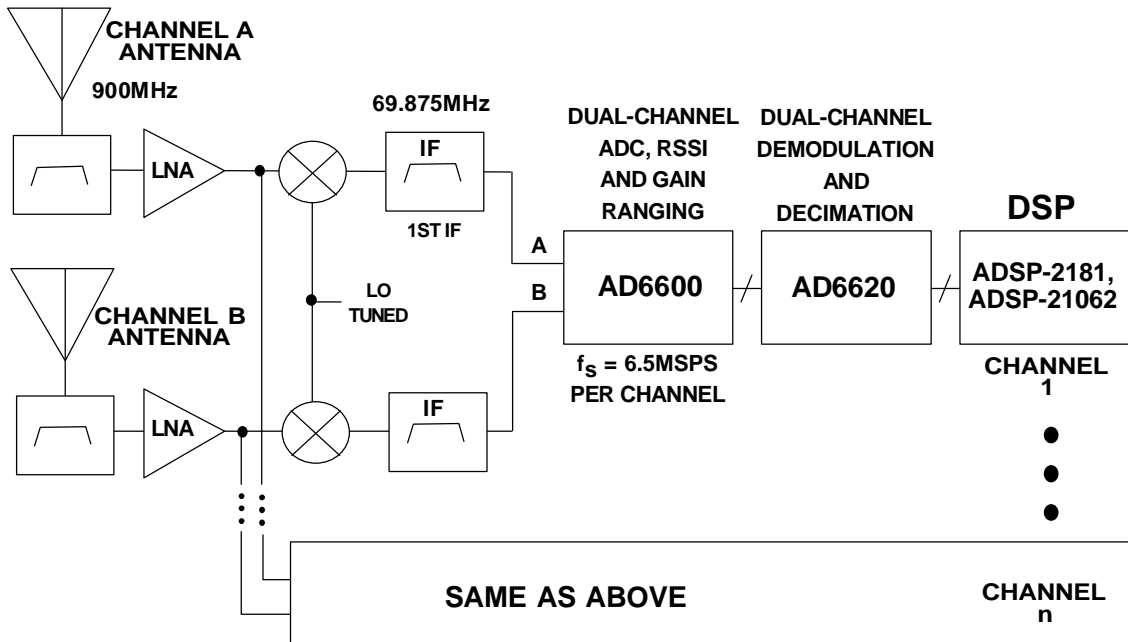 CHANNEL A
ANTENNA
900MHz
LNA
69.875MHz
IF
1ST IF
DUAL-CHANNEL
ADC, RSSI
AND GAIN
RANGING
DUAL-CHANNEL
DEMODULATION
AND
DECIMATION
DSP
A
B
AD6600
AD6620
ADSP-2181,
ADSP-21062
LO
TUNED
CHANNEL B
ANTENNA
fs = 6.5MSPS
PER CHANNEL
CHANNEL
1
LNA
IF
SAME AS ABOVE
CHANNEL
n